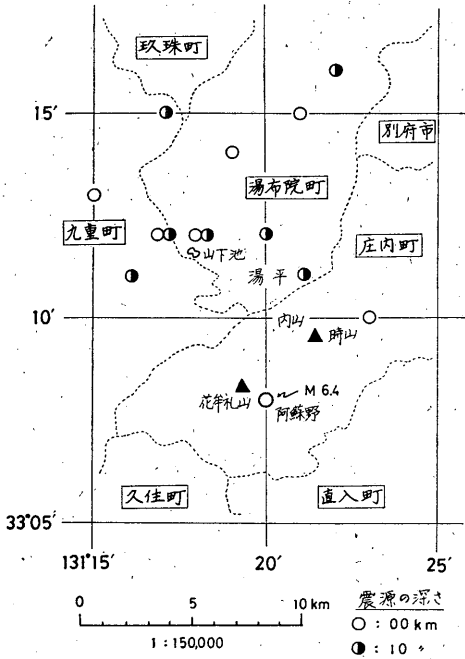 玖珠町
15′
別府市
湯布院町
九重町
庄内町
山下池
湯平
10′
内山
時山
M 6.4
花牟礼山
阿蘇野
久住町
直入町
33°05′
131°15′
20′
25′
震源の深さ
0 5 10 km
○ : 00 km
1 : 150,000
◑ : 10 〃